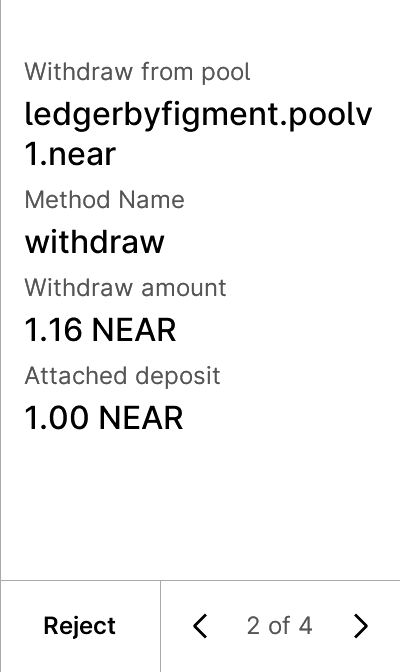 Withdraw from pool
ledgerbyfigment.poolv
1.near
Method Name
withdraw
Withdraw amount
1.16 NEAR
Attached deposit
1.00 NEAR
Reject
2 of 4